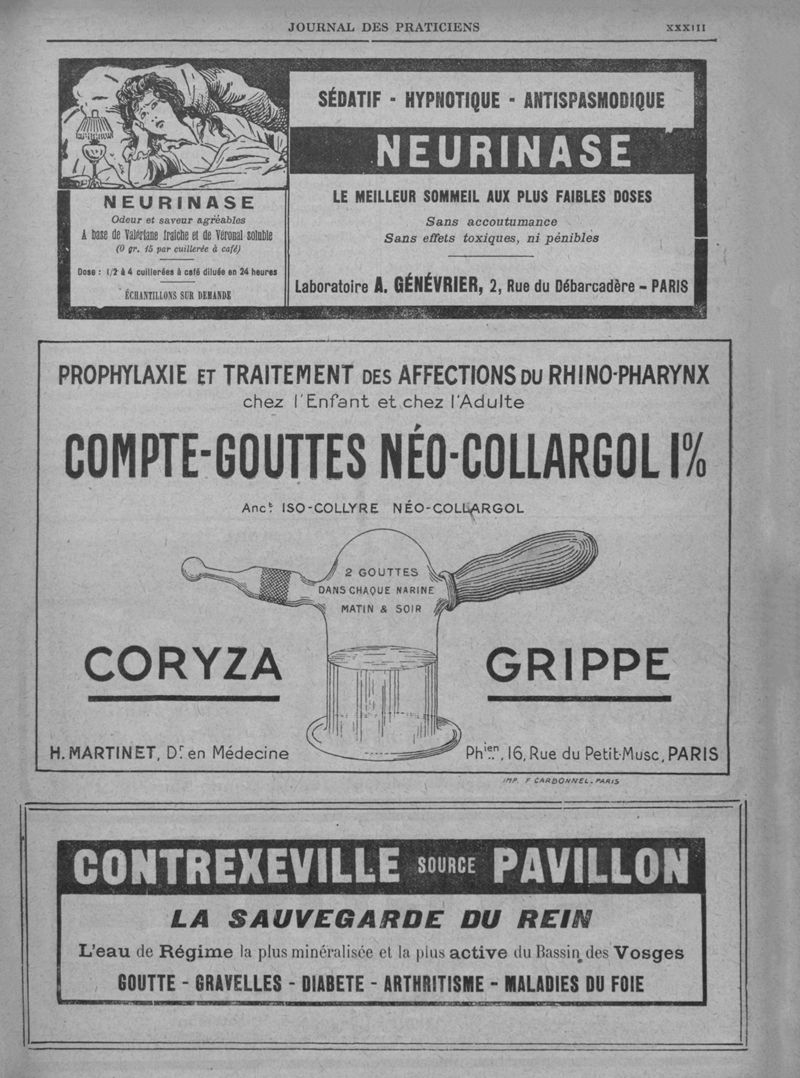 JOURNAL DES PRATICIENS XXXIII
NEURINASE
Odeur et saveur agréables
A base de Valériane fraîche et de Véronal soluble
(0 gr. 15 par cuillerée à café)
Dose : 1/2 à 4 cuillerées à café diluée en 24 heures
ÉCHANTILLONS SUR DEMANDE
SÉDATIF - HYPNOTIQUE - ANTISPASMODIQUE
NEURINASE
LE MEILLEUR SOMMEIL AUX PLUS FAIBLES DOSES
Sans accoutumance
Sans effets toxiques, ni pénibles
Laboratoire A. GÉNÉVRIER, 2, Rue du Débarcadère - PARIS
PROPHYLAXIE ET TRAITEMENT DES AFFECTIONS DU RHINO-PHARYNX
chez l'Enfant et chez l'Adulte
COMPTE-GOUTTES NÉO-COLLARGOL 1%
Anct ISO-COLLYRE NÉO-COLLARGOL
2 GOUTTES
DANS CHAQUE NARINE
MATIN & SOIR
CORYZA GRIPPE
H. MARTINET, Dr en Médecine Phien, 16, Rue du Petit-Musc, PARIS
IMP. F CARBONNEL. PARIS
CONTREXEVILLE SOURCE PAVILLON
LA SAUVEGARDE DU REIN
L'eau de Régime la plus minéralisée et la plus active du Bassin des Vosges
GOUTTE - GRAVELLES - DIABETE - ARTHRITISME - MALADIES DU FOIE